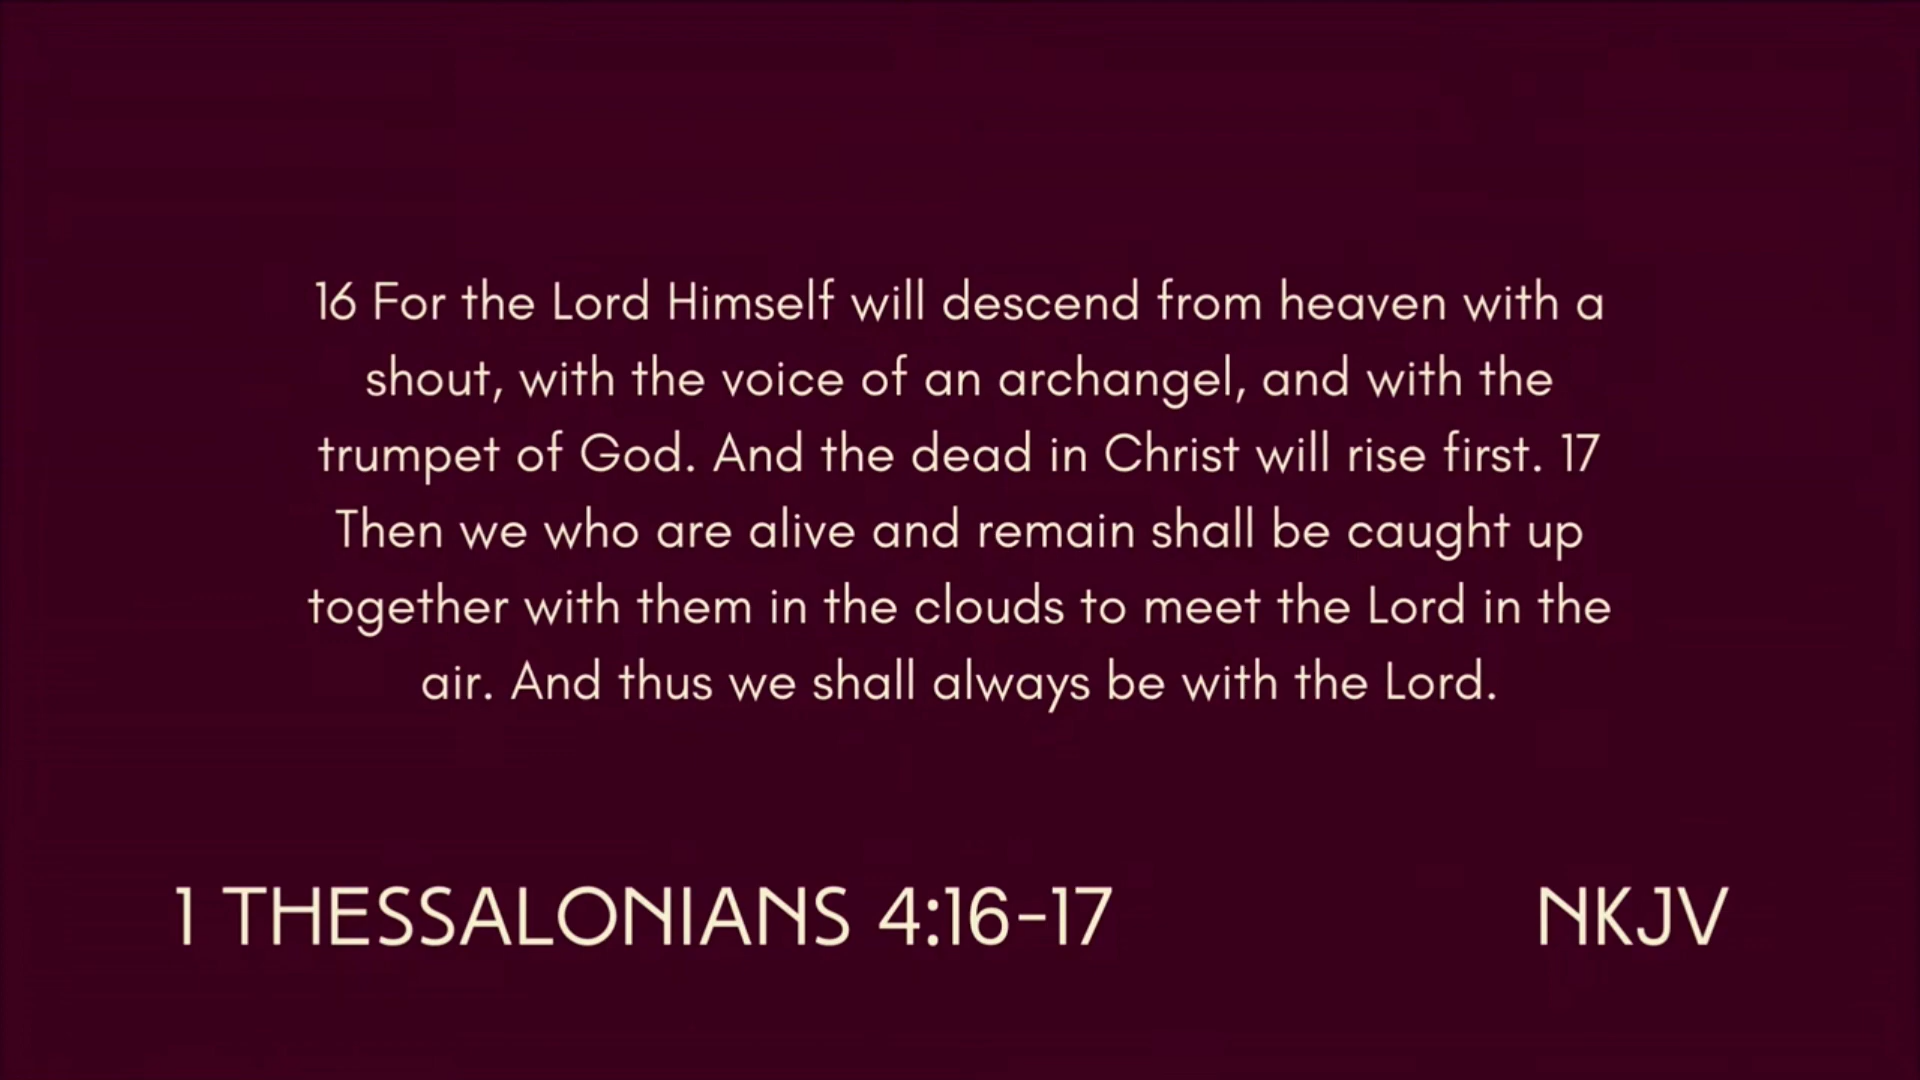 16 For the Lord Himself will descend from heaven with a
shout, with the voice of an archangel, and with the
trumpet of God. And the dead in Christ will rise first. 17
Then we who are alive and remain shall be caught up
together with them in the clouds to meet the Lord in the
air. And thus we shall always be with the Lord.
1 THESSALONIANS 4:16-17
NKJV